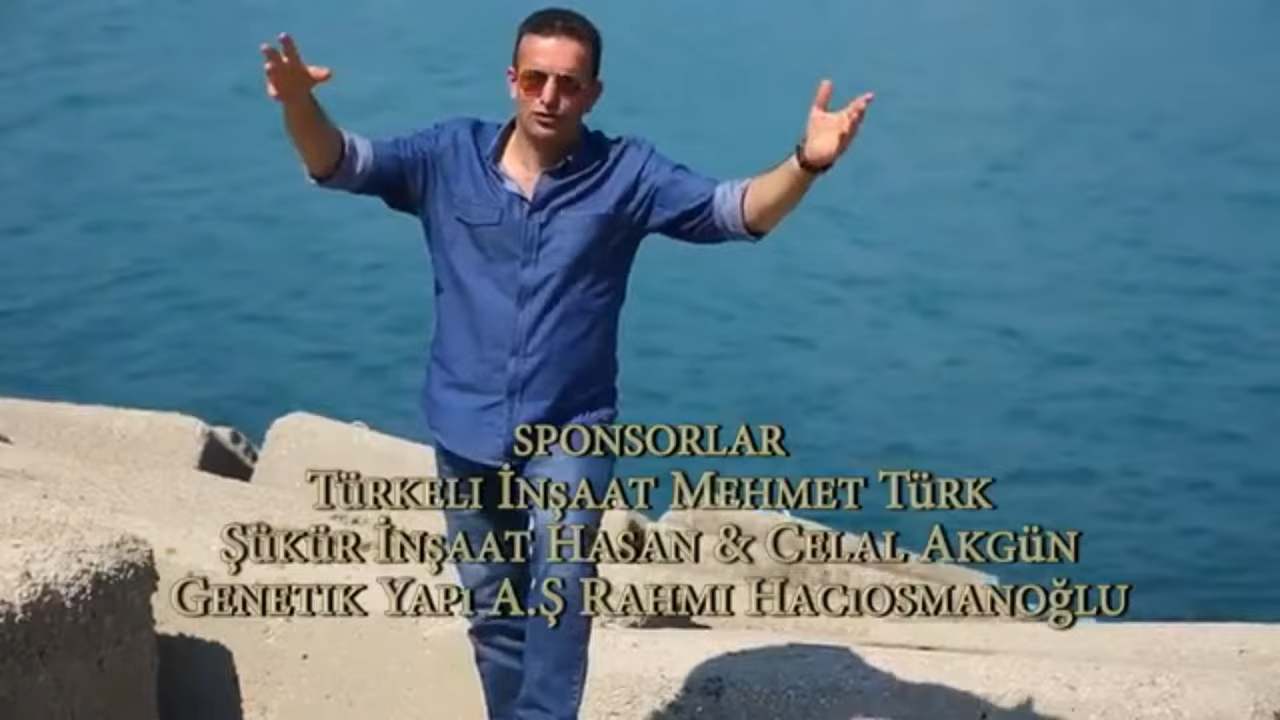 SPONSORLAR
TÜRKELI İNŞAAT MEHMET TÜRK
ŞÜKÜR İNŞAAT HASAN & CELAL AKGÜN
GENETIK YAPI A.Ş RAHMI HACIOSMANOĞLU